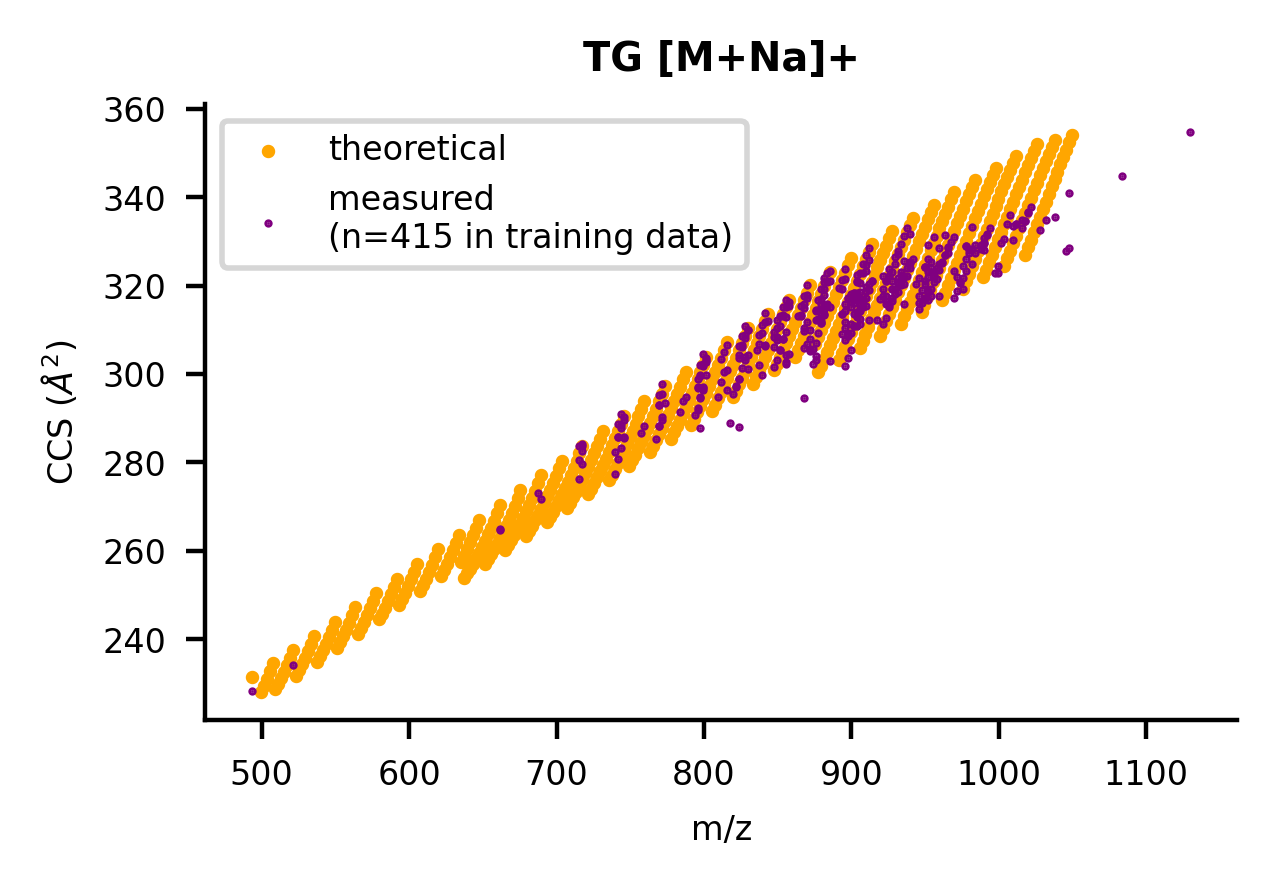 TG [M+Na]+
theoretical
measured
(n=415 in training data)
CCS (Å²)
360
340
320
300
280
260
240
500 600 700 800 900 1000 1100
m/z